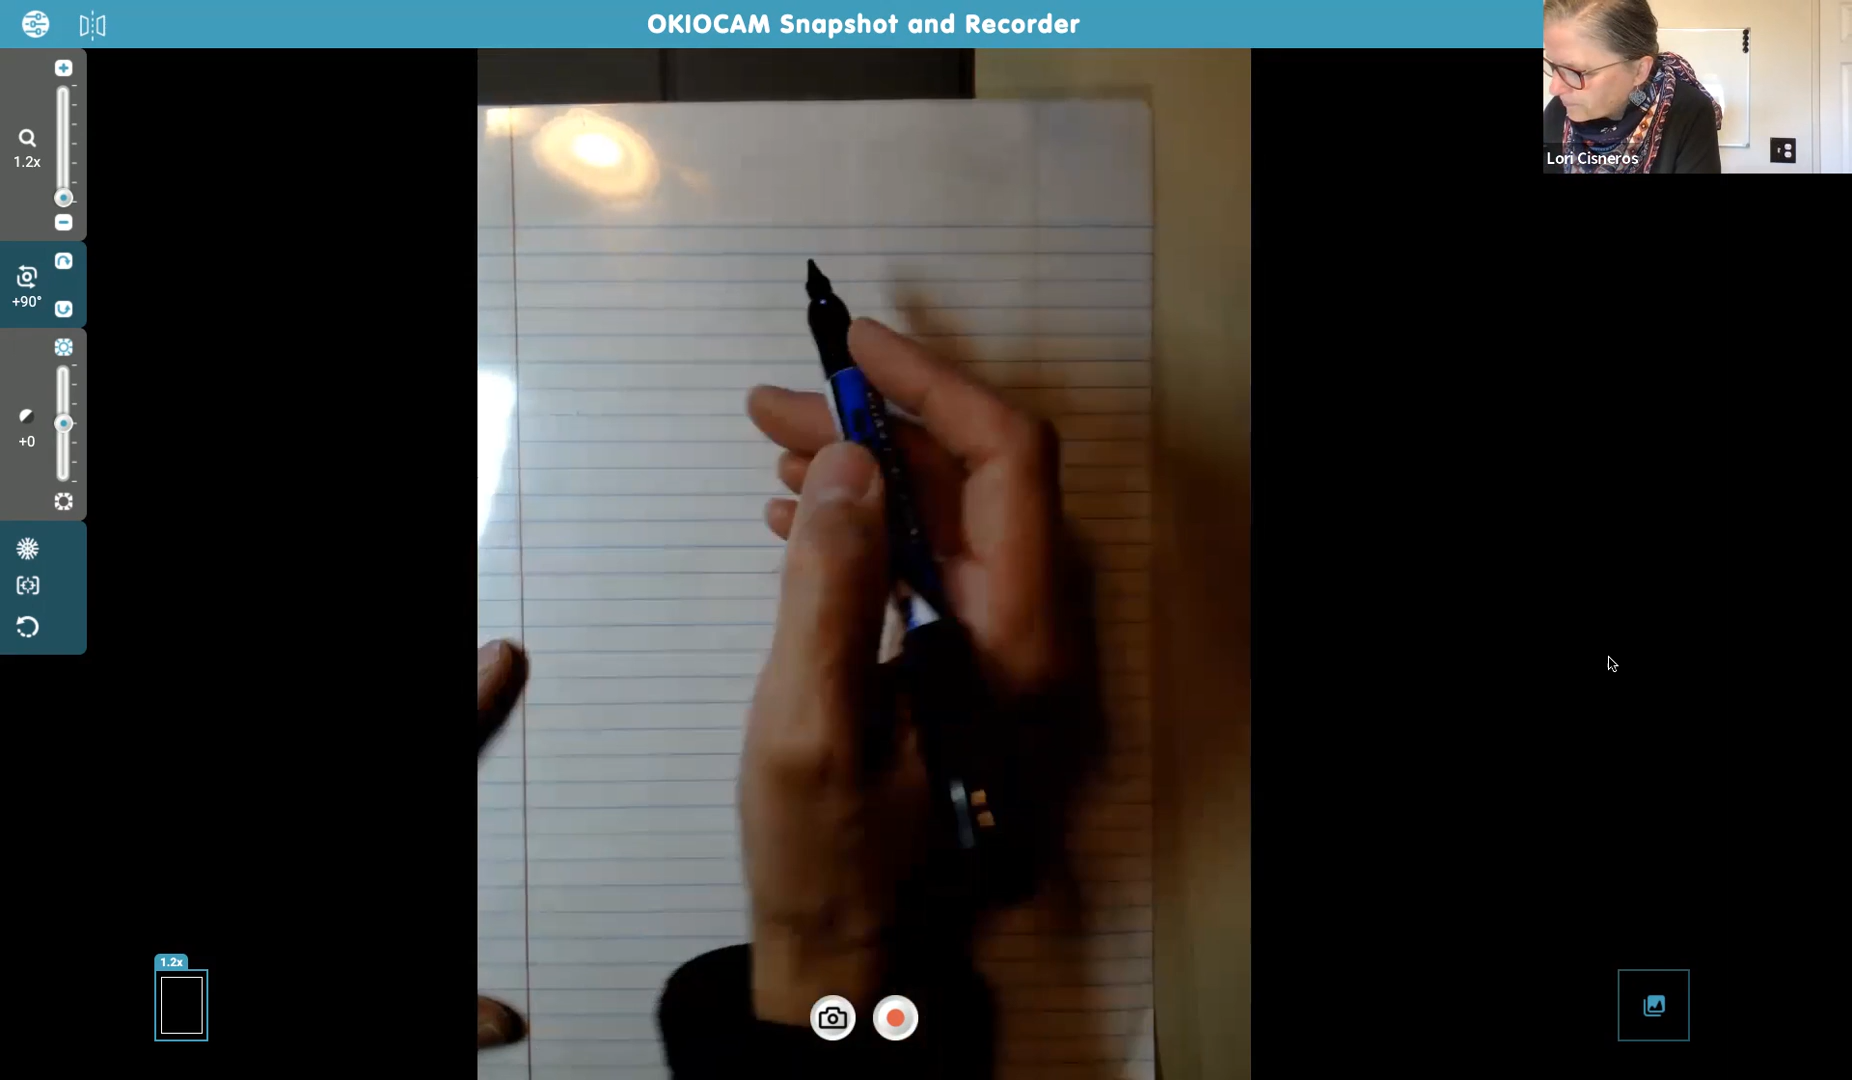 OKIOCAM Snapshot and Recorder
1.2x
+90°
+0
1.2x
Lori Cisneros